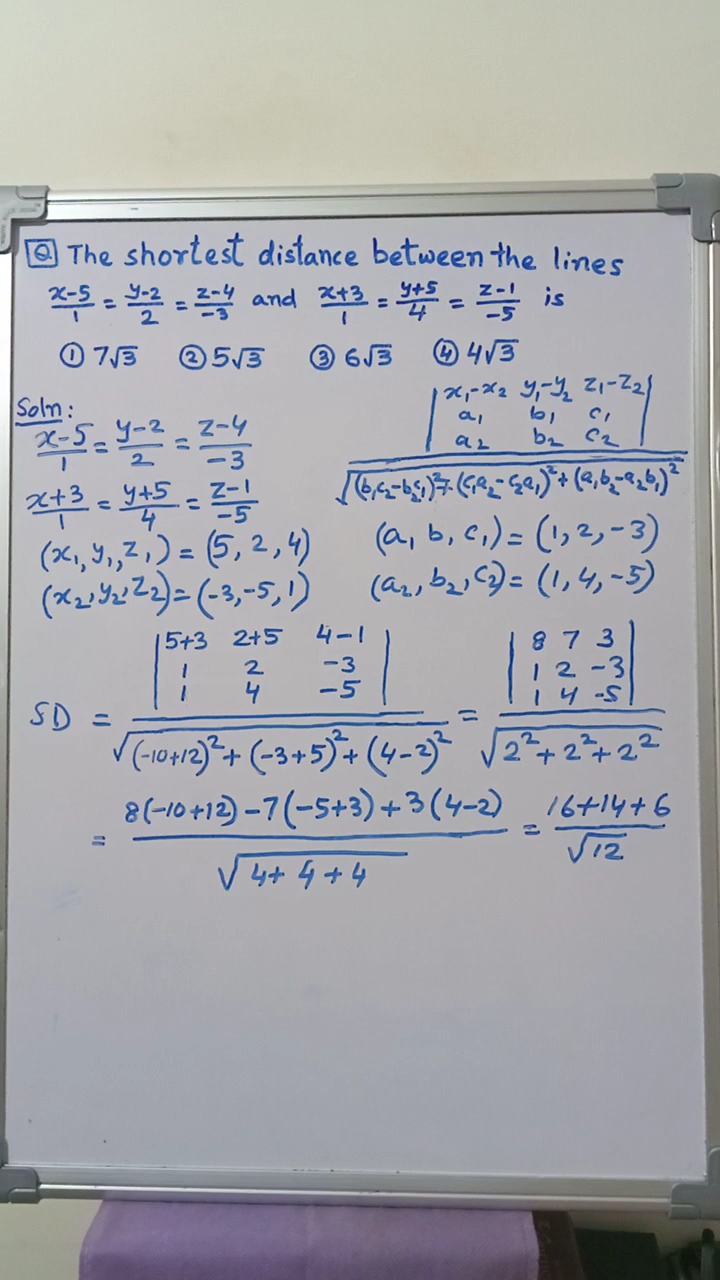 Q The shortest distance between the lines
x-5/1 = y-2/2 = z-4/-3 and x+3/1 = y+5/4 = z-1/-5 is
① 7√3 ② 5√3 ③ 6√3 ④ 4√3
Soln:
x-5/1 = y-2/2 = z-4/-3
x+3/1 = y+5/4 = z-1/-5
(x₁,y₁,z₁) = (5, 2, 4)
(x₂,y₂,z₂) = (-3,-5,1)
|x₁-x₂ y₁-y₂ z₁-z₂|
|a₁ b₁ c₁|
|a₂ b₂ c₂|
√(b₁c₂-b₂c₁)²+(c₁a₂-c₂a₁)²+(a₁b₂-a₂b₁)²
(a₁ b₁ c₁) = (1, 2, -3)
(a₂, b₂, c₂) = (1, 4, -5)
SD = |5+3 2+5 4-1|
|1 2 -3|
|1 4 -5|
√(-10+12)²+(-3+5)²+(4-2)²
= |8 7 3|
|1 2 -3|
|1 4 -5|
√2²+2²+2²
= 8(-10+12)-7(-5+3)+3(4-2) / √4+4+4 = 16+14+6 / √12